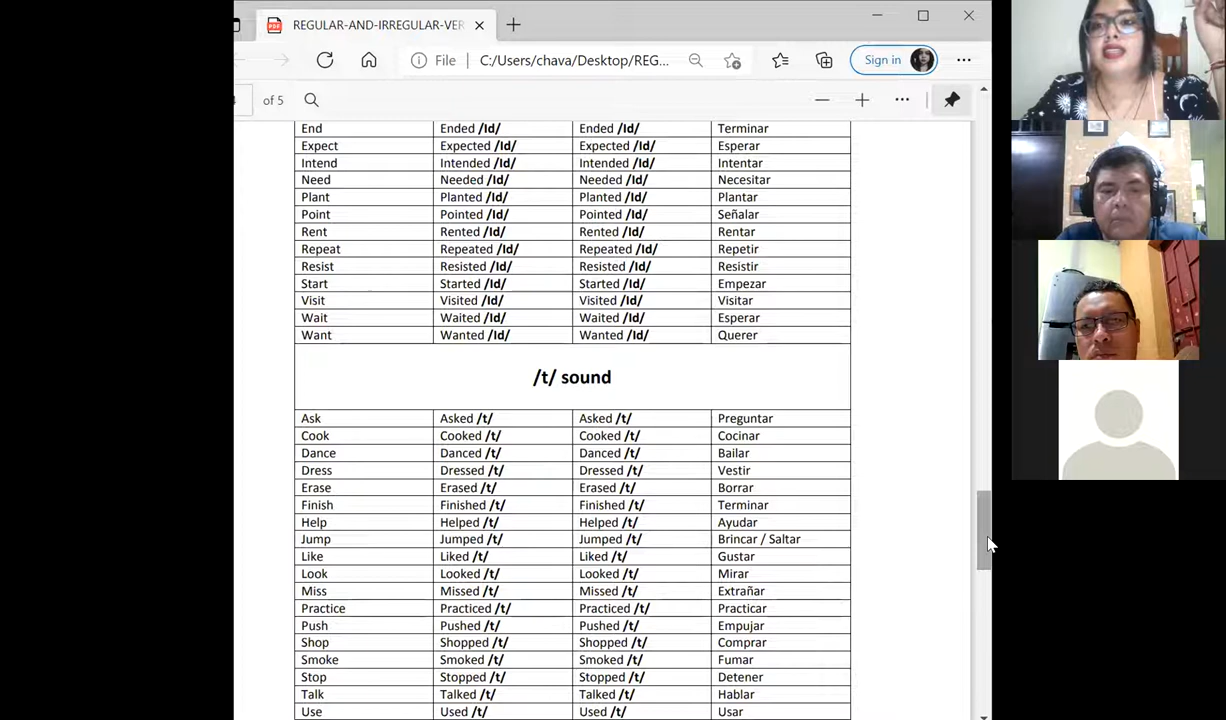 REGULAR-AND-IRREGULAR-VER
File C:/Users/chava/Desktop/REG... Sign in
of 5
End Ended /Id/ Ended /Id/ Terminar
Expect Expected /Id/ Expected /Id/ Esperar
Intend Intended /Id/ Intended /Id/ Intentar
Need Needed /Id/ Needed /Id/ Necesitar
Plant Planted /Id/ Planted /Id/ Plantar
Point Pointed /Id/ Pointed /Id/ Señalar
Rent Rented /Id/ Rented /Id/ Rentar
Repeat Repeated /Id/ Repeated /Id/ Repetir
Resist Resisted /Id/ Resisted /Id/ Resistir
Start Started /Id/ Started /Id/ Empezar
Visit Visited /Id/ Visited /Id/ Visitar
Wait Waited /Id/ Waited /Id/ Esperar
Want Wanted /Id/ Wanted /Id/ Querer
/t/ sound
Ask Asked /t/ Asked /t/ Preguntar
Cook Cooked /t/ Cooked /t/ Cocinar
Dance Danced /t/ Danced /t/ Bailar
Dress Dressed /t/ Dressed /t/ Vestir
Erase Erased /t/ Erased /t/ Borrar
Finish Finished /t/ Finished /t/ Terminar
Help Helped /t/ Helped /t/ Ayudar
Jump Jumped /t/ Jumped /t/ Brincar / Saltar
Like Liked /t/ Liked /t/ Gustar
Look Looked /t/ Looked /t/ Mirar
Miss Missed /t/ Missed /t/ Extrañar
Practice Practiced /t/ Practiced /t/ Practicar
Push Pushed /t/ Pushed /t/ Empujar
Shop Shopped /t/ Shopped /t/ Comprar
Smoke Smoked /t/ Smoked /t/ Fumar
Stop Stopped /t/ Stopped /t/ Detener
Talk Talked /t/ Talked /t/ Hablar
Use Used /t/ Used /t/ Usar